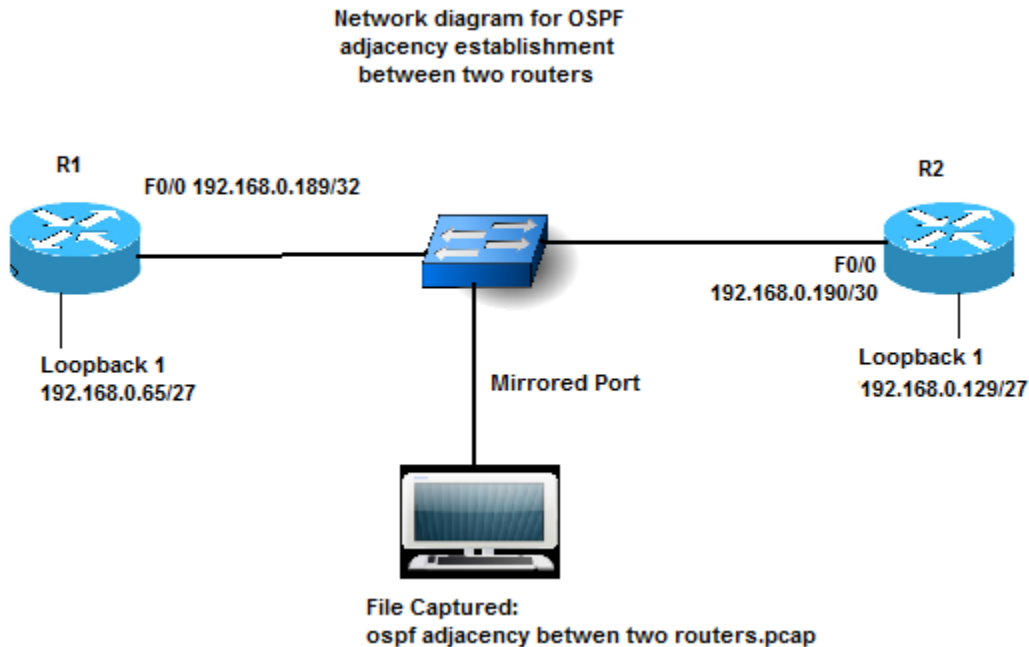 Network diagram for OSPF
adjacency establishment
between two routers
R1
F0/0 192.168.0.189/32
R2
F0/0
192.168.0.190/30
Loopback 1
192.168.0.65/27
Loopback 1
192.168.0.129/27
Mirrored Port
File Captured:
ospf adjacency betwen two routers.pcap